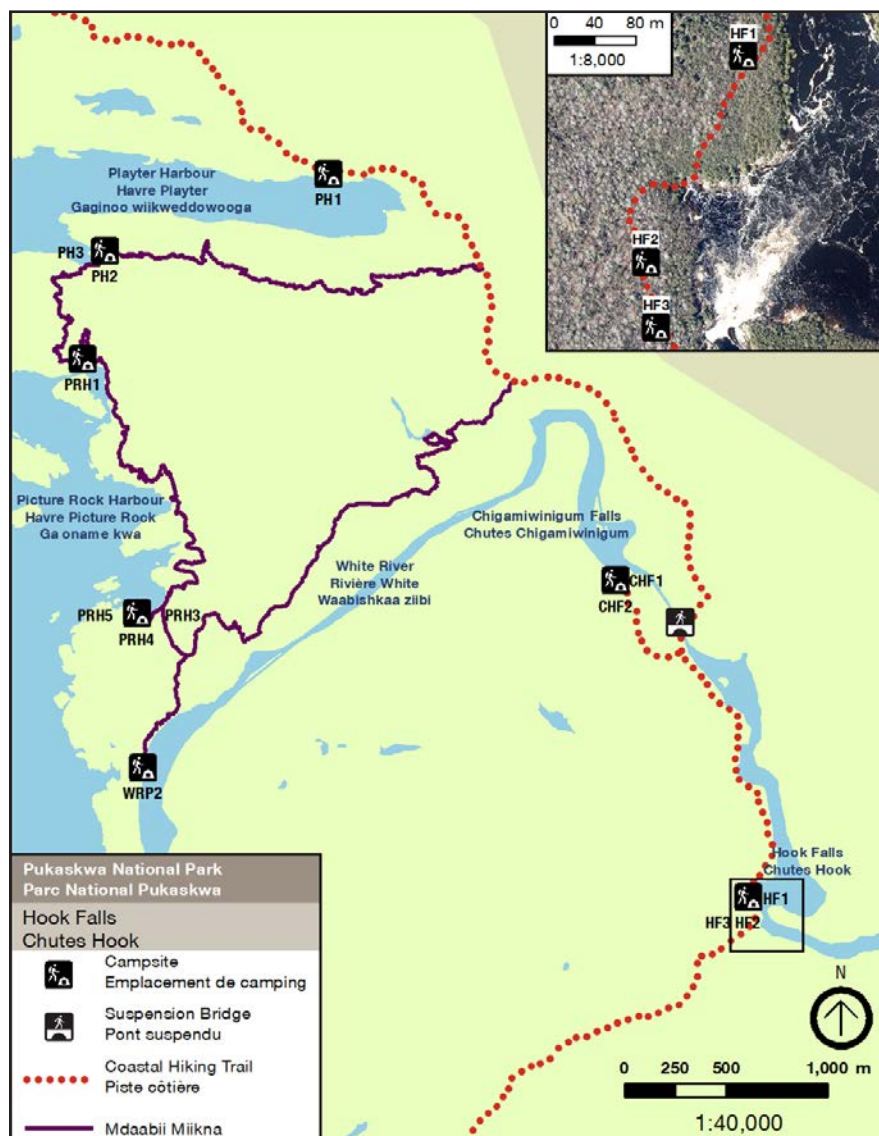 0 40 80 m
1:8,000
HF1
HF2
HF3
Playter Harbour
Havre Playter
Gaginoo wiikweddowooga
PH1
PH3
PH2
PRH1
Picture Rock Harbour
Havre Picture Rock
Ga oname kwa
Chigamiwinigum Falls
Chutes Chigamiwinigum
White River
Rivière White
Waabishkaa ziibi
CHF1
CHF2
PRH5
PRH3
PRH4
WRP2
Hook Falls
Chutes Hook
HF1
HF3 HF2
Pukaskwa National Park
Parc National Pukaskwa
Hook Falls
Chutes Hook
Campsite
Emplacement de camping
Suspension Bridge
Pont suspendu
Coastal Hiking Trail
Piste côtière
Mdaabii Miikna
N
0 250 500 1,000 m
1:40,000